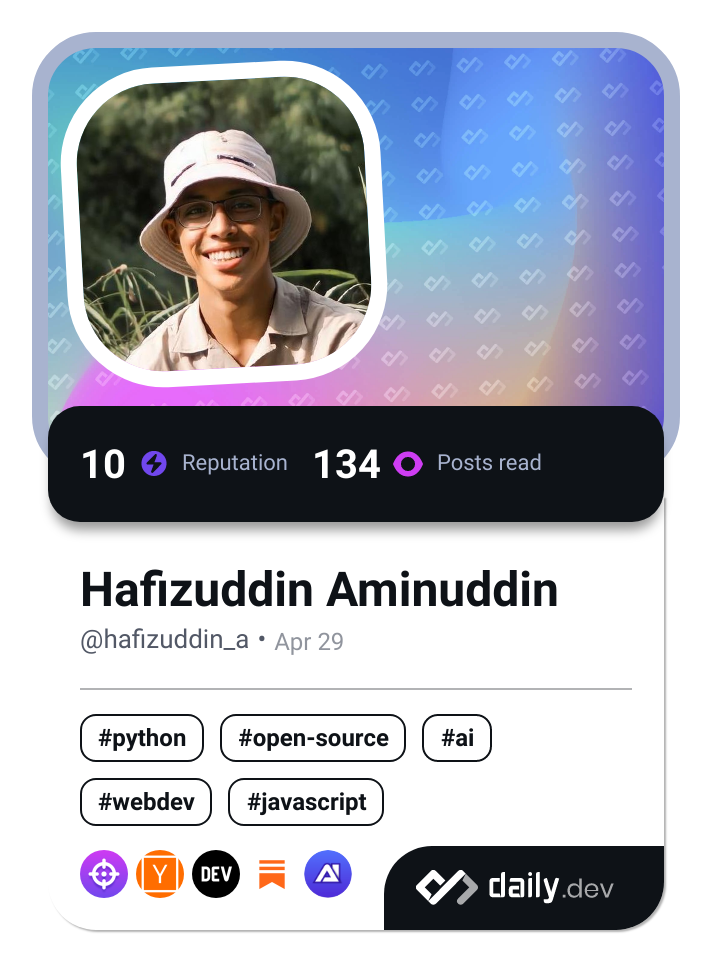 10 Reputation 134 Posts read
Hafizuddin Aminuddin
@hafizuddin_a • Apr 29
#python #open-source #ai
#webdev #javascript
Y DEV AI
daily.dev